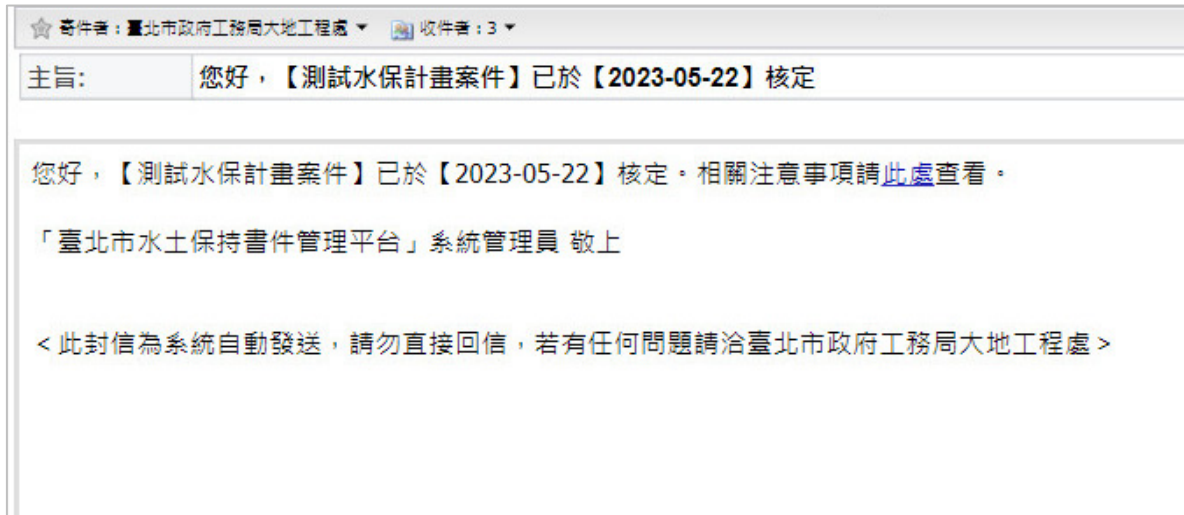 寄件者：臺北市政府工務局大地工程處 收件者：3
主旨: 您好，【測試水保計畫案件】已於【2023-05-22】核定
您好，【測試水保計畫案件】已於【2023-05-22】核定。相關注意事項請此處查看。
「臺北市水土保持書件管理平台」系統管理員 敬上
<此封信為系統自動發送，請勿直接回信，若有任何問題請洽臺北市政府工務局大地工程處>